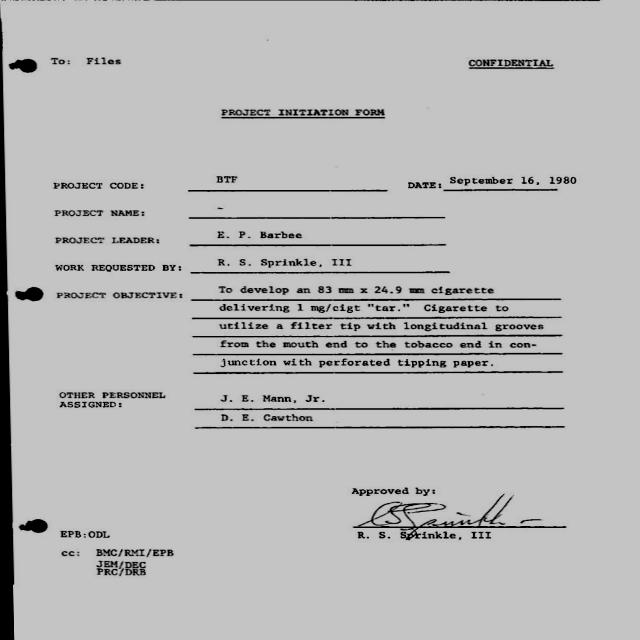 To: Files
CONFIDENTIAL
PROJECT INITIATION FORM
PROJECT CODE: BTF DATE: September 16, 1980
PROJECT NAME: -
PROJECT LEADER: E. P. Barbee
WORK REQUESTED BY: R. S. Sprinkle, III
PROJECT OBJECTIVE: To develop an 83 mm x 24.9 mm cigarette
delivering 1 mg/cigt "tar." Cigarette to
utilize a filter tip with longitudinal grooves
from the mouth end to the tobacco end in con-
junction with perforated tipping paper.
OTHER PERSONNEL
ASSIGNED:
J. E. Mann, Jr.
D. E. Cawthon
Approved by:
RSSprinkle
R. S. Sprinkle, III
EPB:ODL
cc: BMC/RMI/EPB
JEM/DEC
PRC/DRB